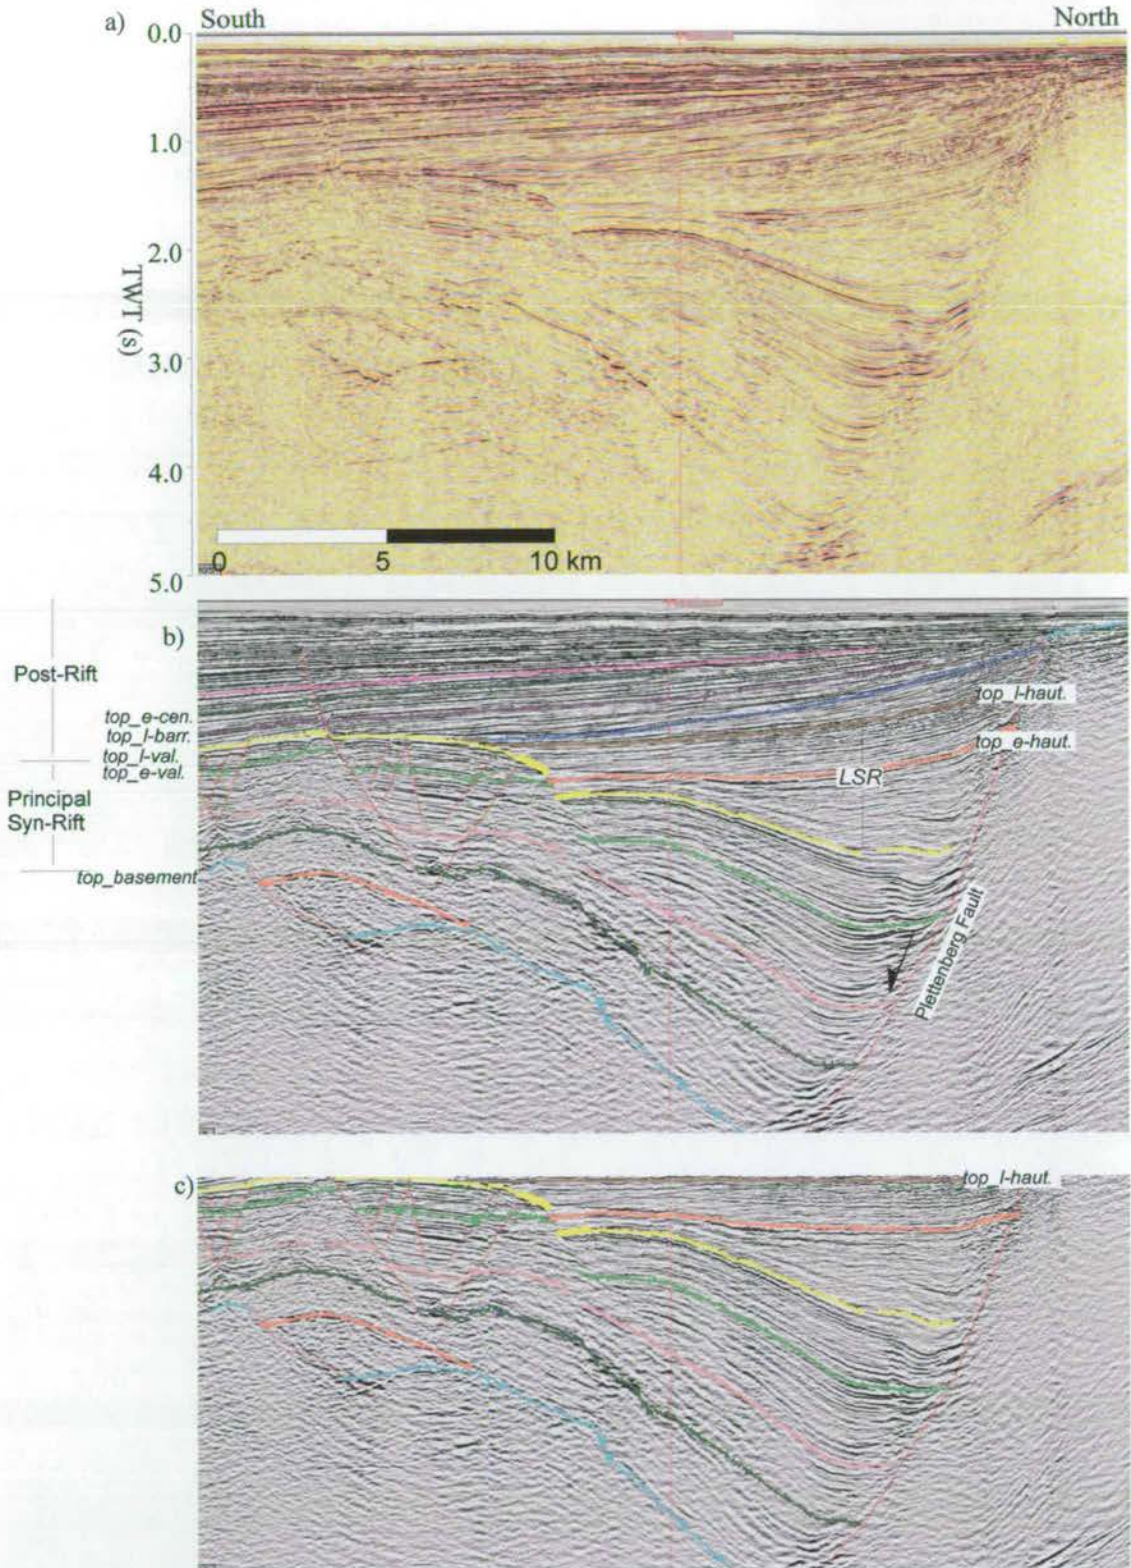 a)
South
North
0.0
1.0
2.0
3.0
4.0
5.0
TWT (s)
0
5
10 km
b)
Post-Rift
top_e-cen.
top_l-barr.
top_l-val.
top_e-val.
Principal
Syn-Rift
top_basement
top_l-haut.
top_e-haut.
LSR
Plettenberg Fault
c)
top_l-haut.